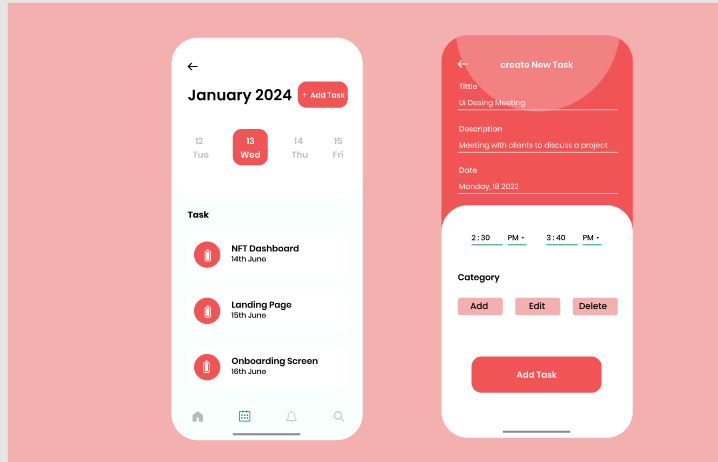 January 2024
+ Add Task
12 13 14 15
Tue Wed Thu Fri
Task
NFT Dashboard
14th June
Landing Page
15th June
Onboarding Screen
16th June
create New Task
Tittle
Ui Desing Meeting
Description
Meeting with clients to discuss a project
Date
Monday, 18 2022
2 : 30 PM 3 : 40 PM
Category
Add Edit Delete
Add Task